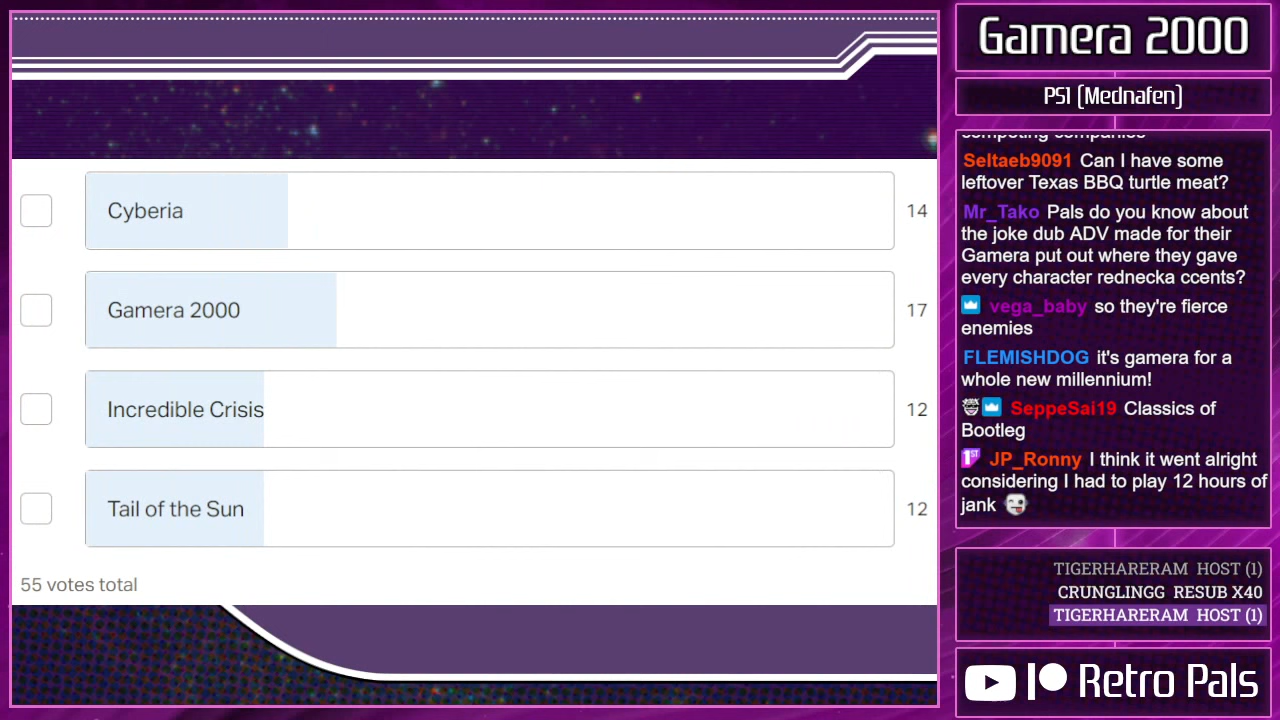 Cyberia
14
Gamera 2000
17
Incredible Crisis
12
Tail of the Sun
12
55 votes total
Gamera 2000
PS1 (Mednafen)
competing companies
Seltaeb9091 Can I have some
leftover Texas BBQ turtle meat?
Mr_Tako Pals do you know about
the joke dub ADV made for their
Gamera put out where they gave
every character rednecka ccents?
vega_baby so they're fierce
enemies
FLEMISHDOG it's gamera for a
whole new millennium!
SeppeSai19 Classics of
Bootleg
1ST JP_Ronny I think it went alright
considering I had to play 12 hours of
jank
TIGERHARERAM HOST (1)
CRUNGLINGG RESUB X40
TIGERHARERAM HOST (1)
Retro Pals